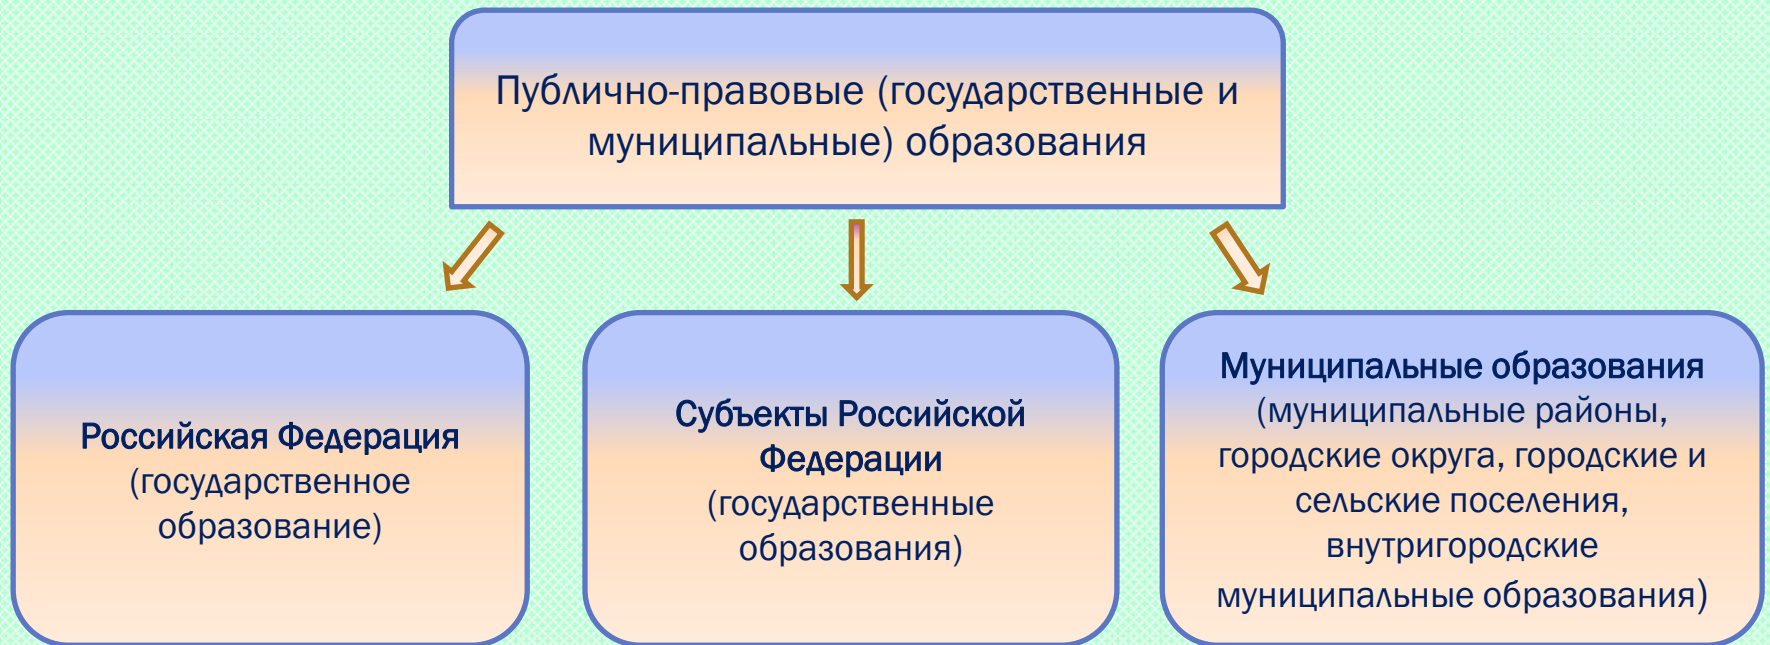 Публично-правовые (государственные и
муниципальные) образования
Российская Федерация
(государственное
образование)
Субъекты Российской
Федерации
(государственные
образования)
Муниципальные образования
(муниципальные районы,
городские округа, городские и
сельские поселения,
внутригородские
муниципальные образования)